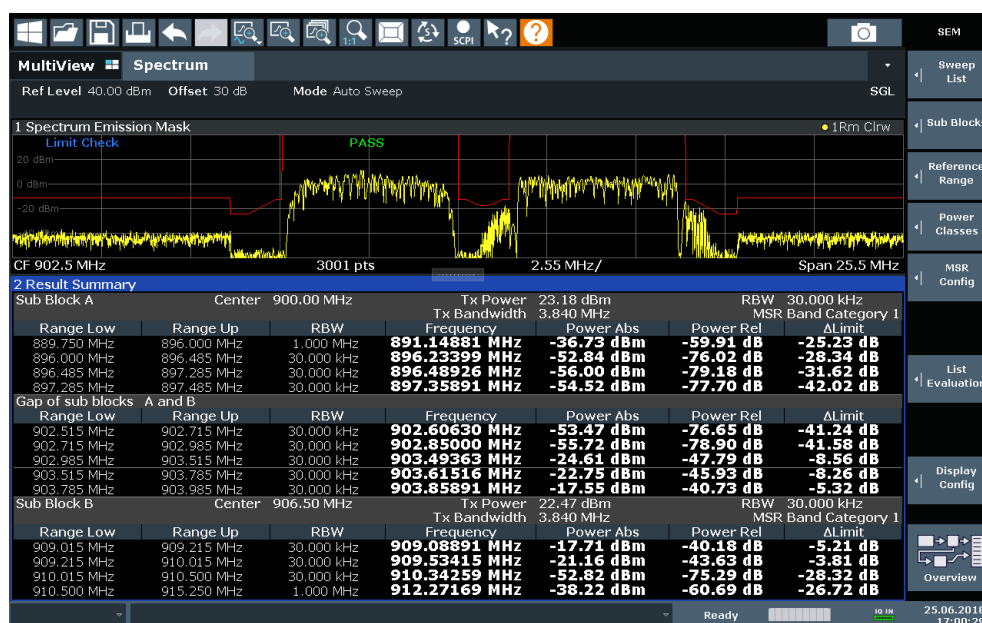 SCPI
1:1
SEM
MultiView Spectrum
Sweep List
Ref Level 40.00 dBm Offset 30 dB Mode Auto Sweep SGL
Sub Block
1 Spectrum Emission Mask 1Rm Clrw
Limit Check PASS
20 dBm
0 dBm
-20 dBm
Reference Range
Power Classes
CF 902.5 MHz 3001 pts 2.55 MHz/ Span 25.5 MHz
MSR Config
2 Result Summary
Sub Block A Center 900.00 MHz Tx Power 23.18 dBm RBW 30.000 kHz
Tx Bandwidth 3.840 MHz MSR Band Category 1
Range Low Range Up RBW Frequency Power Abs Power Rel ΔLimit
889.750 MHz 896.000 MHz 1.000 MHz 891.14881 MHz -36.73 dBm -59.91 dB -25.23 dB
896.000 MHz 896.485 MHz 30.000 kHz 896.23399 MHz -52.84 dBm -76.02 dB -28.34 dB
896.485 MHz 897.285 MHz 30.000 kHz 896.48926 MHz -56.00 dBm -79.18 dB -31.62 dB
897.285 MHz 897.485 MHz 30.000 kHz 897.35891 MHz -54.52 dBm -77.70 dB -42.02 dB
List Evaluation
Gap of sub blocks A and B
Range Low Range Up RBW Frequency Power Abs Power Rel ΔLimit
902.515 MHz 902.715 MHz 30.000 kHz 902.60630 MHz -53.47 dBm -76.65 dB -41.24 dB
902.715 MHz 902.985 MHz 30.000 kHz 902.85000 MHz -55.72 dBm -78.90 dB -41.58 dB
902.985 MHz 903.515 MHz 30.000 kHz 903.49363 MHz -24.61 dBm -47.79 dB -8.56 dB
903.515 MHz 903.785 MHz 30.000 kHz 903.61516 MHz -22.75 dBm -45.93 dB -8.26 dB
903.785 MHz 903.985 MHz 30.000 kHz 903.85891 MHz -17.55 dBm -40.73 dB -5.32 dB
Display Config
Sub Block B Center 906.50 MHz Tx Power 22.47 dBm RBW 30.000 kHz
Tx Bandwidth 3.840 MHz MSR Band Category 1
Range Low Range Up RBW Frequency Power Abs Power Rel ΔLimit
909.015 MHz 909.215 MHz 30.000 kHz 909.08891 MHz -17.71 dBm -40.18 dB -5.21 dB
909.215 MHz 910.015 MHz 30.000 kHz 909.53415 MHz -21.16 dBm -43.63 dB -3.81 dB
910.015 MHz 910.500 MHz 30.000 kHz 910.34259 MHz -52.82 dBm -75.29 dB -28.32 dB
910.500 MHz 915.250 MHz 1.000 MHz 912.27169 MHz -38.22 dBm -60.69 dB -26.72 dB
Overview
Ready IQ IN 25.06.2018
17:00:29